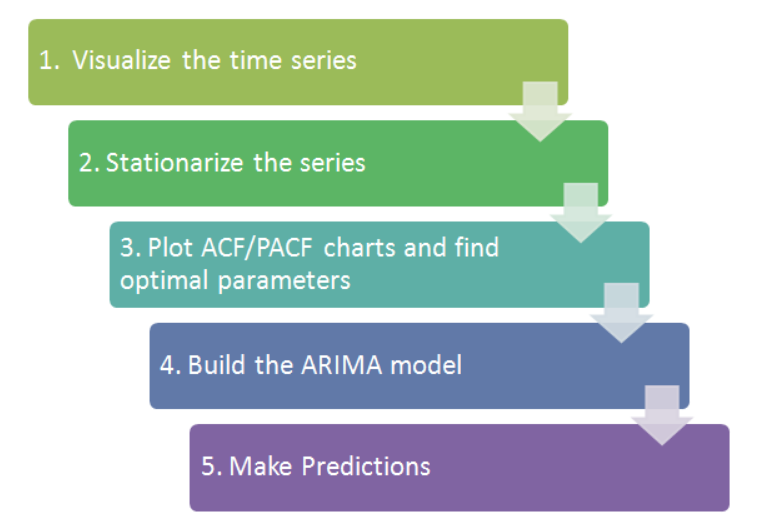 1. Visualize the time series
2. Stationarize the series
3. Plot ACF/PACF charts and find
optimal parameters
4. Build the ARIMA model
5. Make Predictions